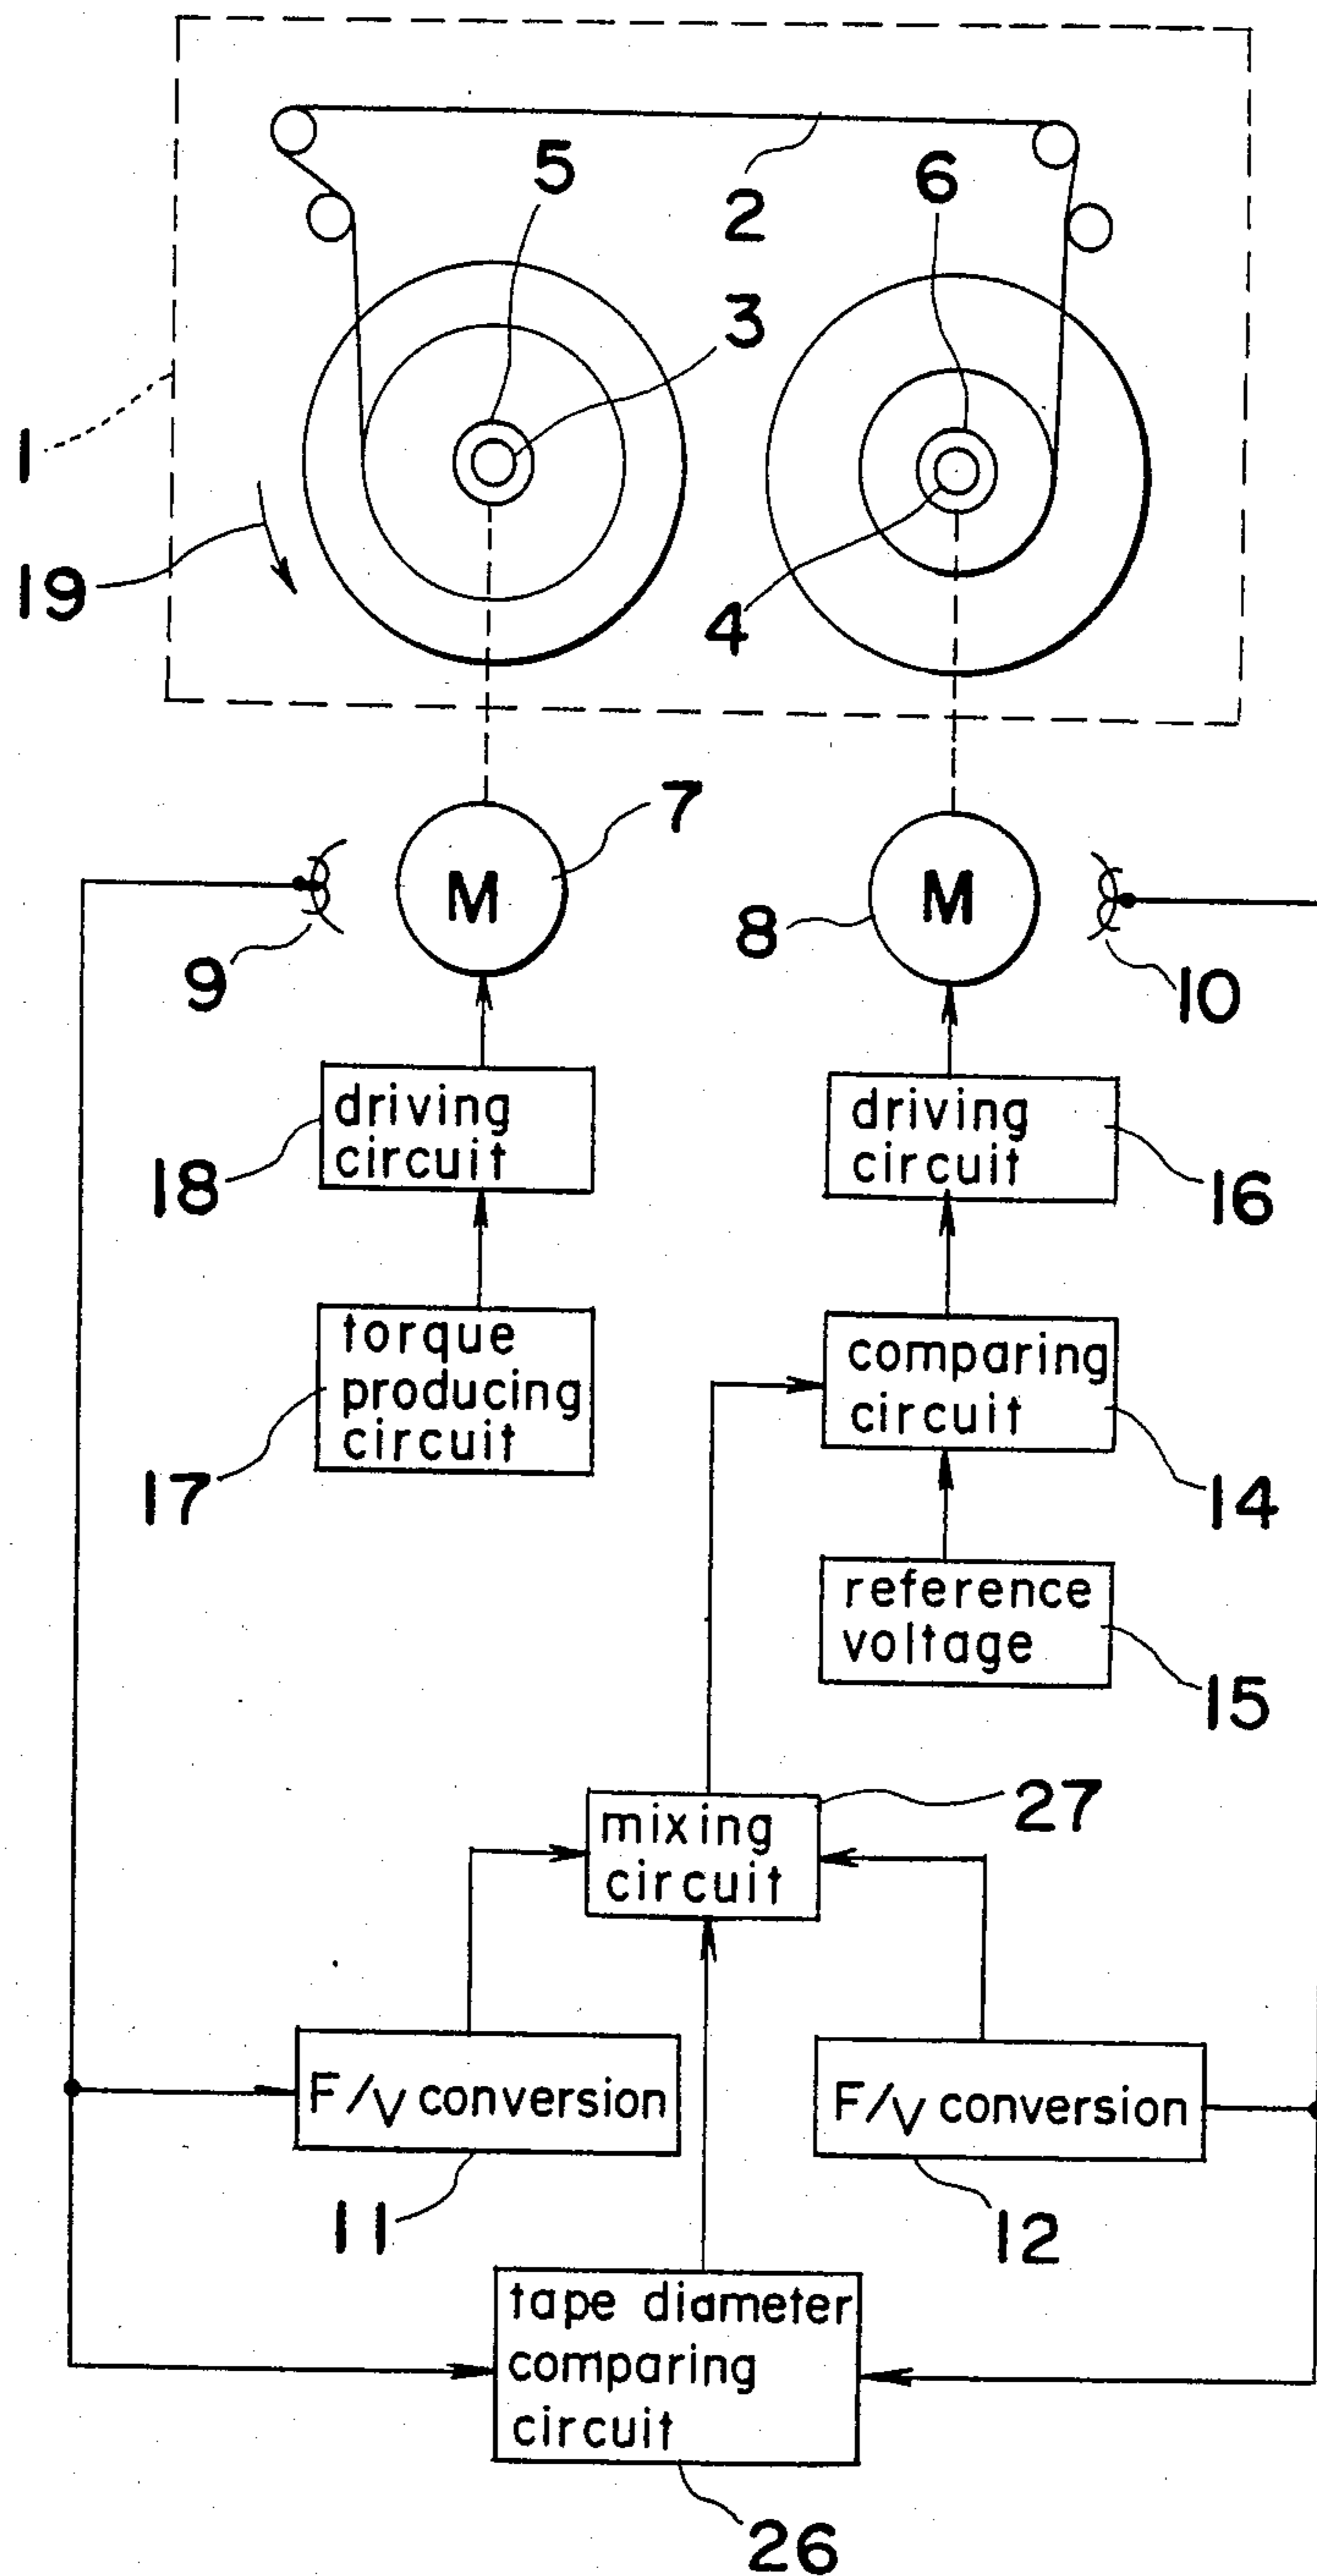 5
6
2
3
1
19
4
7
M
M
8
9
10
driving
circuit
18
driving
circuit
16
torque
producing
circuit
17
comparing
circuit
14
reference
voltage
15
27
mixing
circuit
F/V conversion
F/V conversion
11
12
tape diameter
comparing
circuit
26